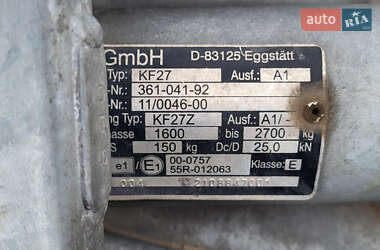 auto RIA
GmbH D-83125 Eggstätt
Typ: KF27 Ausf.: A1
-Nr.: 361-041-92
-Nr.: 11/0046-00
ng Typ: KF27Z Ausf.: A1/-
asse 1600 bis 2700 kg
S 150 kg Dc/D 25,0 kN
e1 / E1 00-0757 Klasse: E
55R-012063